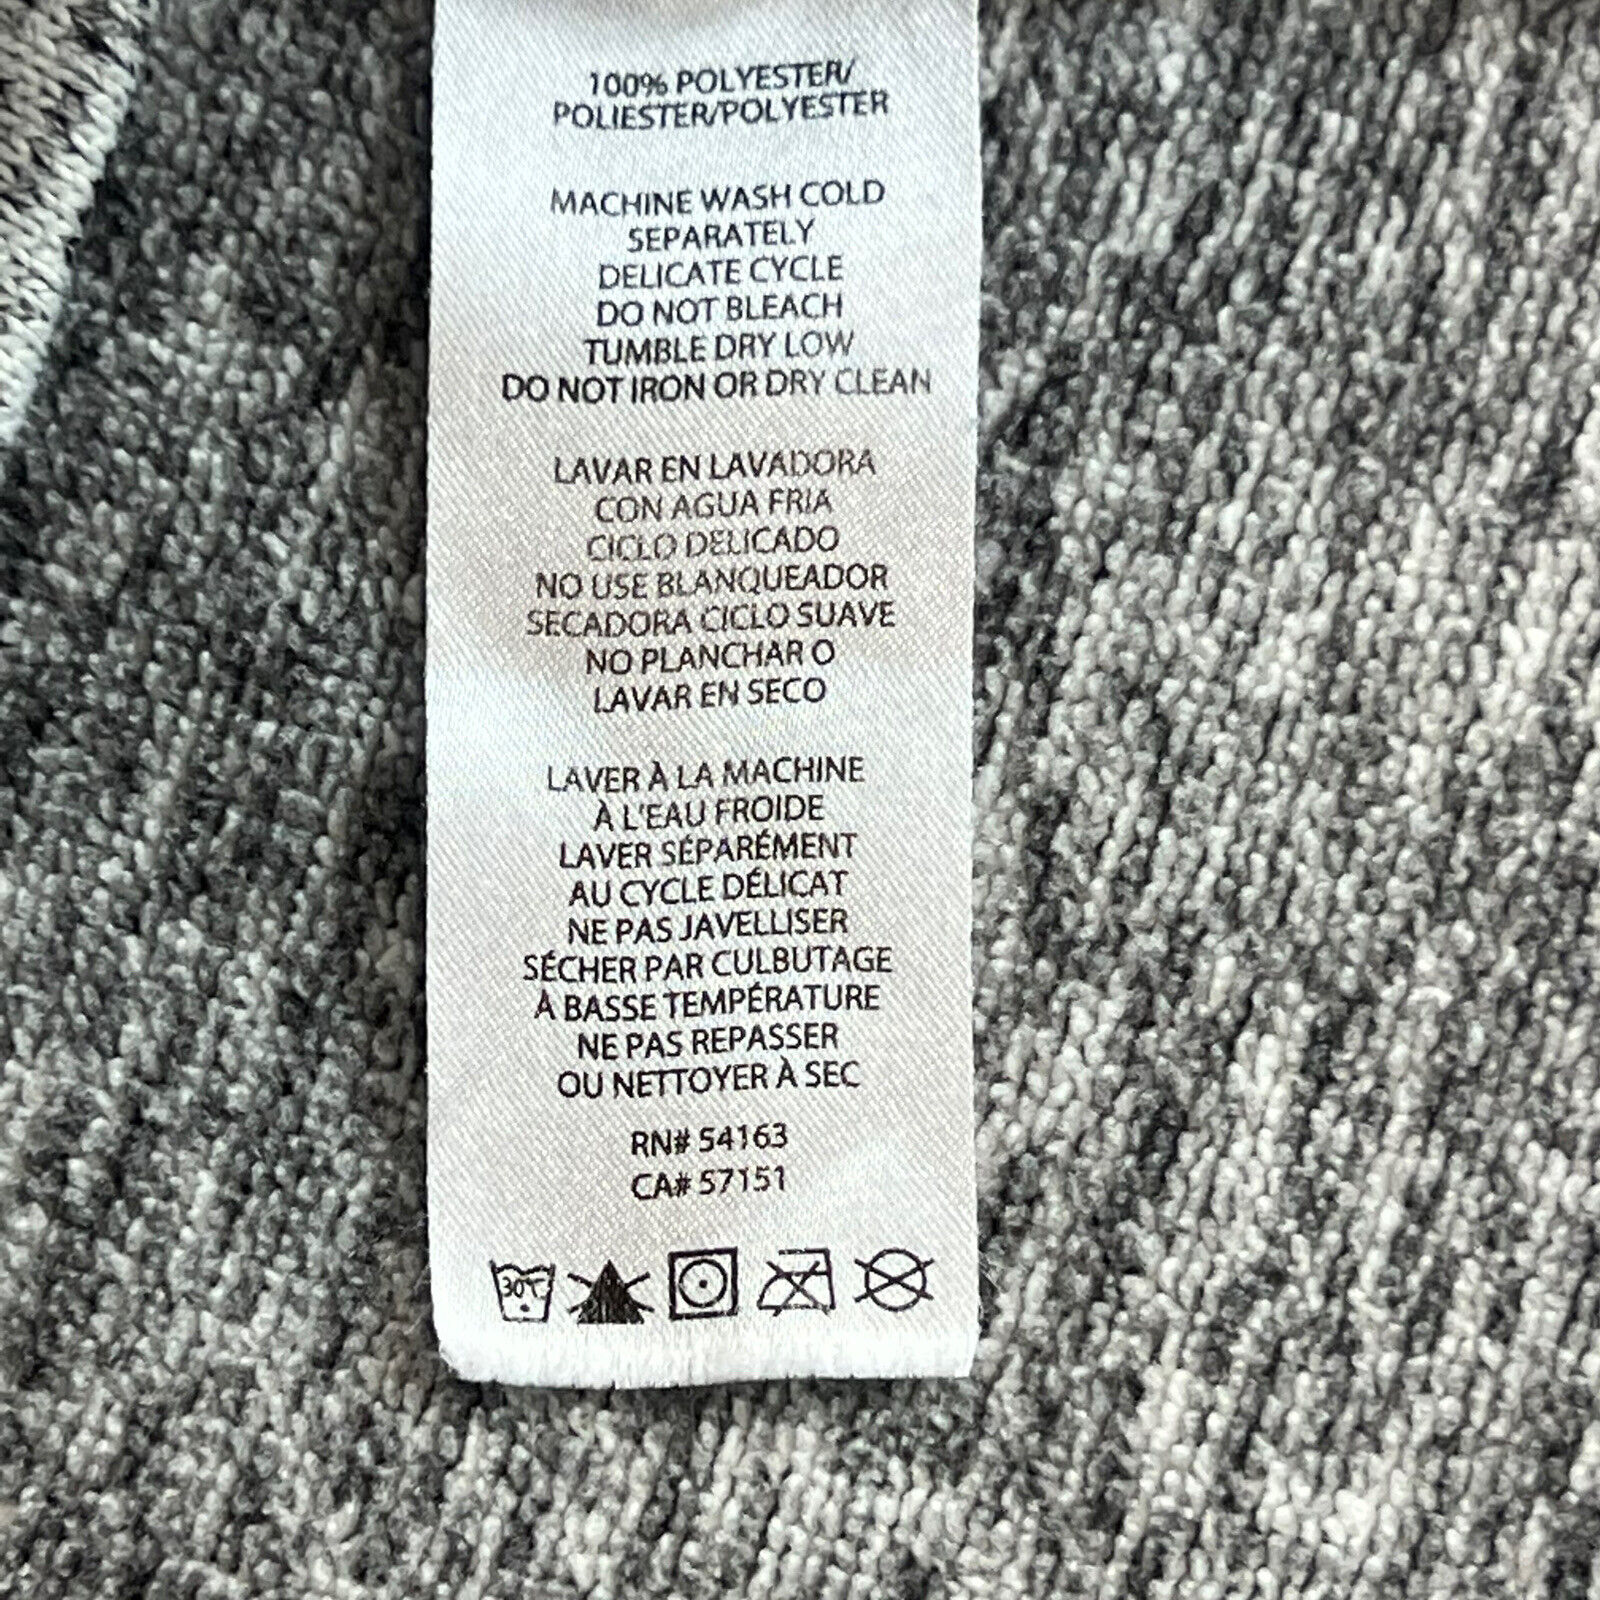 100% POLYESTER/
POLIESTER/POLYESTER
MACHINE WASH COLD
SEPARATELY
DELICATE CYCLE
DO NOT BLEACH
TUMBLE DRY LOW
DO NOT IRON OR DRY CLEAN
LAVAR EN LAVADORA
CON AGUA FRIA
CICLO DELICADO
NO USE BLANQUEADOR
SECADORA CICLO SUAVE
NO PLANCHAR O
LAVAR EN SECO
LAVER À LA MACHINE
À L'EAU FROIDE
LAVER SÉPARÉMENT
AU CYCLE DÉLICAT
NE PAS JAVELLISER
SÉCHER PAR CULBUTAGE
À BASSE TEMPÉRATURE
NE PAS REPASSER
OU NETTOYER À SEC
RN# 54163
CA# 57151
30℃